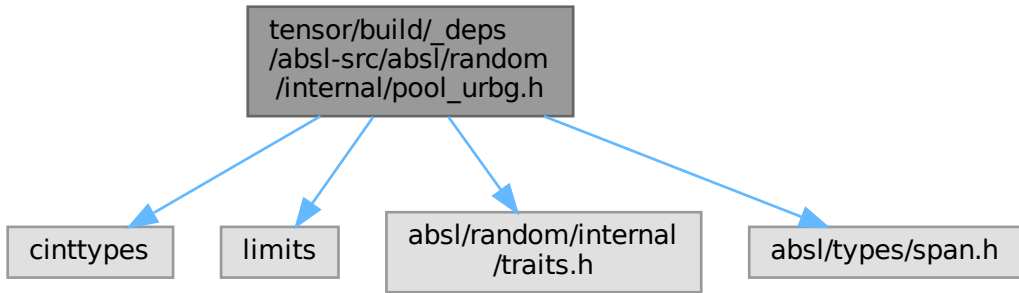 tensor/build/_deps
/absl-src/absl/random
/internal/pool_urbg.h
cinttypes
limits
absl/random/internal
/traits.h
absl/types/span.h